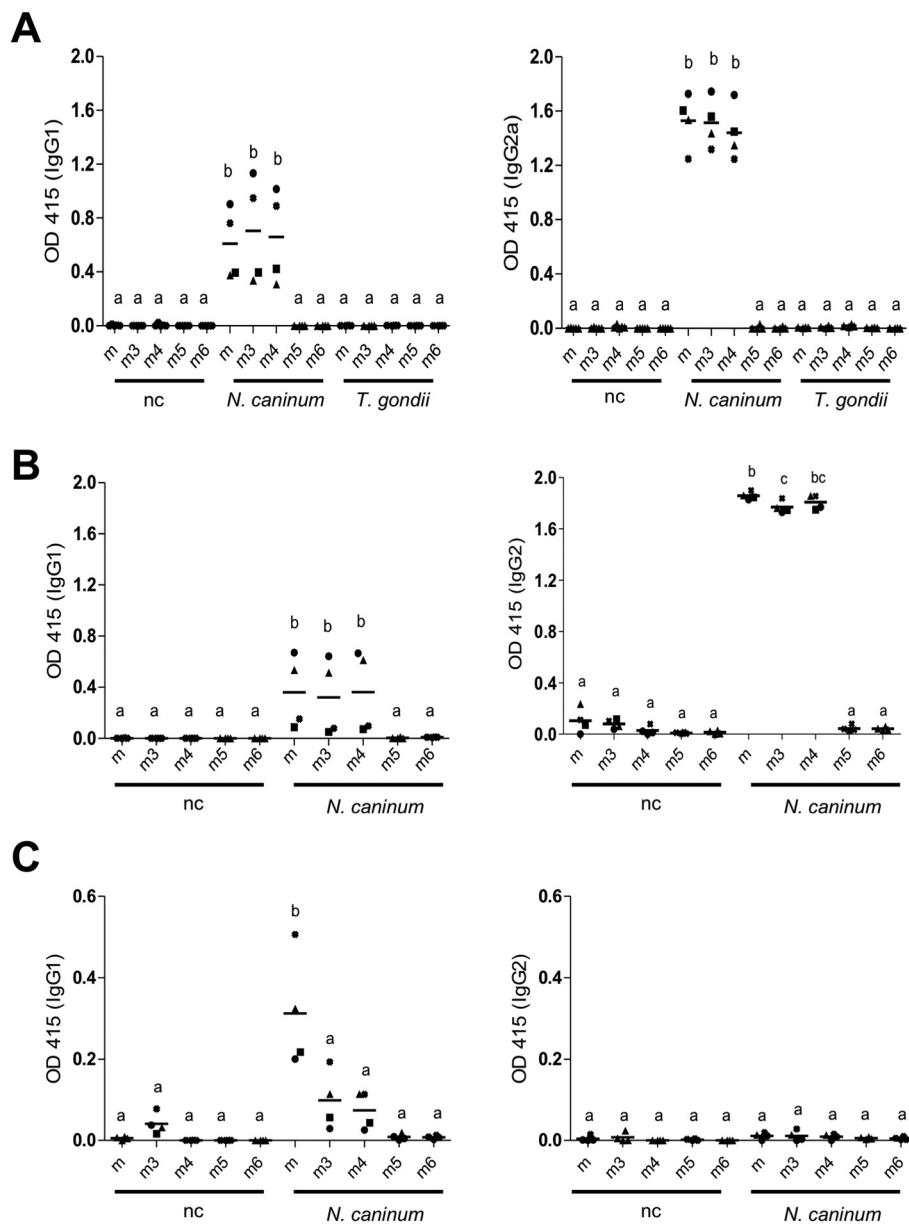 A
OD 415 (IgG1)
2.0
1.6
1.2
0.8
0.4
0.0
b b b
a a a a a a a a a a a a
m m3 m4 m5 m6 m m3 m4 m5 m6 m m3 m4 m5 m6
nc N. caninum T. gondii
OD 415 (IgG2a)
2.0
1.6
1.2
0.8
0.4
0.0
b b b
a a a a a a a a a a a a
m m3 m4 m5 m6 m m3 m4 m5 m6 m m3 m4 m5 m6
nc N. caninum T. gondii
B
OD 415 (IgG1)
2.0
1.6
1.2
0.8
0.4
0.0
b b b
a a a a a a a
m m3 m4 m5 m6 m m3 m4 m5 m6
nc N. caninum
OD 415 (IgG2)
2.0
1.6
1.2
0.8
0.4
0.0
b c bc
a a a a a a a
m m3 m4 m5 m6 m m3 m4 m5 m6
nc N. caninum
C
OD 415 (IgG1)
0.6
0.4
0.2
0.0
b
a a a a a a a a a
m m3 m4 m5 m6 m m3 m4 m5 m6
nc N. caninum
OD 415 (IgG2)
0.6
0.4
0.2
0.0
a a a a a a a a a a
m m3 m4 m5 m6 m m3 m4 m5 m6
nc N. caninum